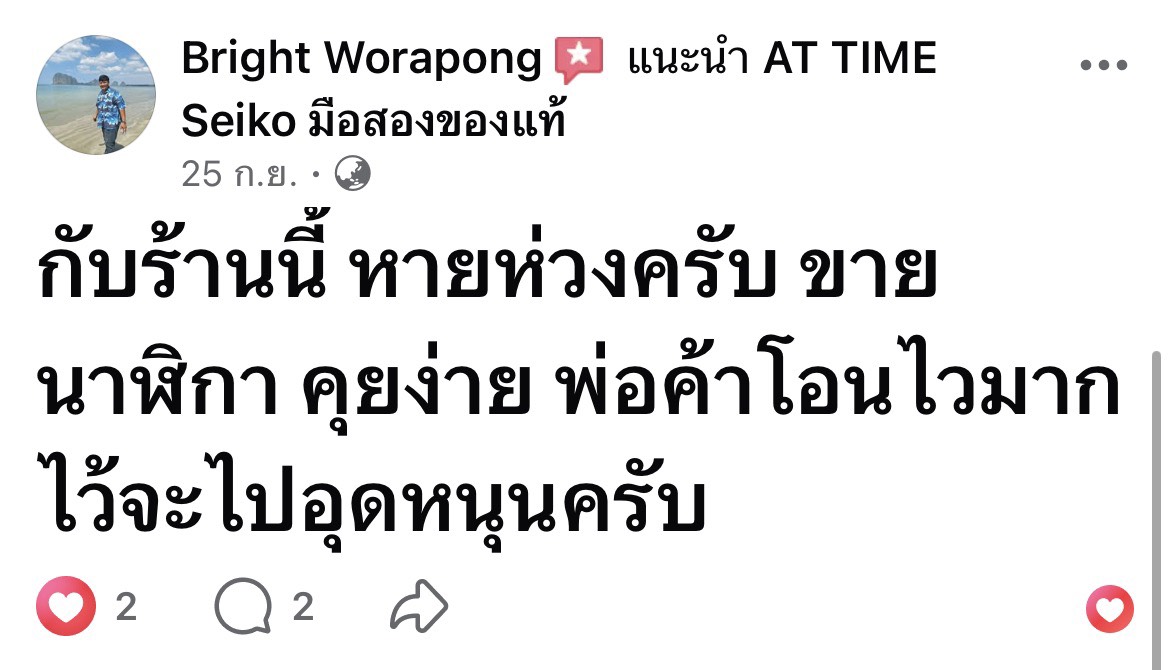 Bright Worapong แนะนำ AT TIME
Seiko มือสองของแท้
25 ก.ย. ·
กับร้านนี้ หายห่วงครับ ขาย
นาฬิกา คุยง่าย พ่อค้าโอนไวมาก
ไว้จะไปอุดหนุนครับ
2 2